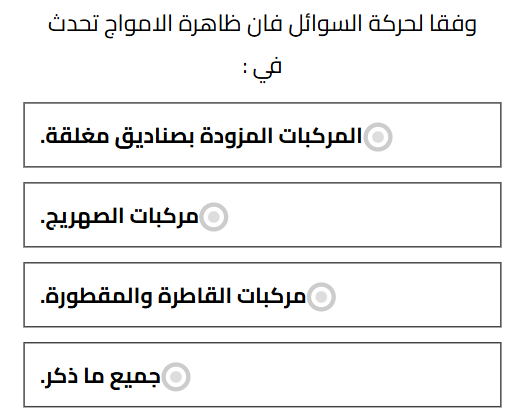 وفقا لحركة السوائل فان ظاهرة الامواج تحدث
في :
المركبات المزودة بصناديق مغلقة.
مركبات الصهريج.
مركبات القاطرة والمقطورة.
جميع ما ذكر.